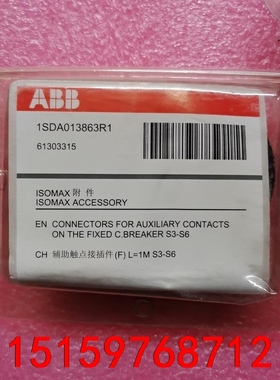 ABB
1SDA013863R1
61303315
ISOMAX 附 件
ISOMAX ACCESSORY
EN CONNECTORS FOR AUXILIARY CONTACTS
ON THE FIXED C.BREAKER S3-S6
CH 辅助触点接插件(F) L=1M S3-S6
15159768712